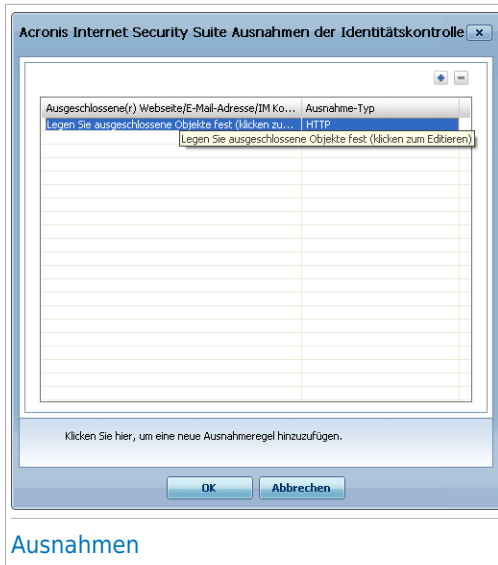 Acronis Internet Security Suite Ausnahmen der Identitätskontrolle
Ausgeschlossene(r) Webseite/E-Mail-Adresse/IM Ko... Ausnahme-Typ
Legen Sie ausgeschlossene Objekte fest (klicken zu... HTTP
Legen Sie ausgeschlossene Objekte fest (klicken zum Editieren)
Klicken Sie hier, um eine neue Ausnahmeregel hinzuzufügen.
OK Abbrechen
Ausnahmen